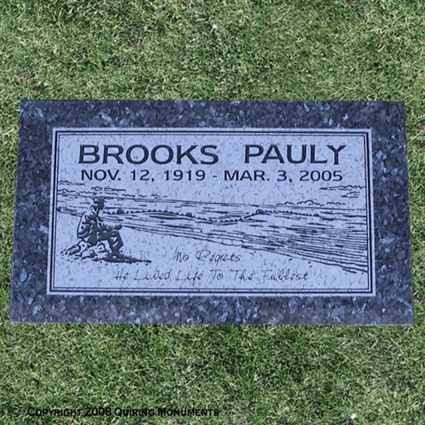 BROOKS PAULY
NOV. 12, 1919 - MAR. 3, 2005
No Regrets
He Lived Life To The Fullest
© Copyright 2008 Quiring Monuments